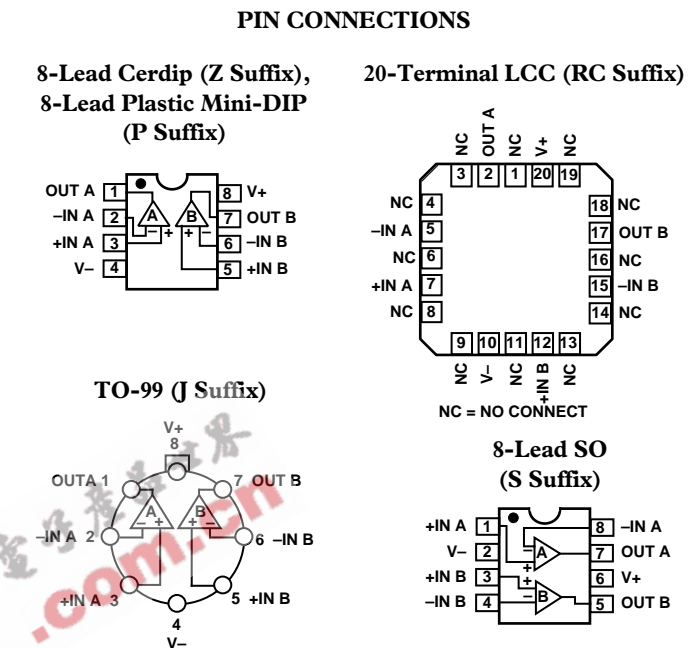 PIN CONNECTIONS
8-Lead Cerdip (Z Suffix),
8-Lead Plastic Mini-DIP
(P Suffix)
OUT A 1
–IN A 2
+IN A 3
V– 4
8 V+
7 OUT B
6 –IN B
5 +IN B
A
B
– +
+ –
20-Terminal LCC (RC Suffix)
NC OUT A NC V+ NC
3 2 1 20 19
NC 4
–IN A 5
NC 6
+IN A 7
NC 8
18 NC
17 OUT B
16 NC
15 –IN B
14 NC
9 10 11 12 13
NC V– NC +IN B NC
NC = NO CONNECT
TO-99 (J Suffix)
V+
8
OUTA 1
7 OUT B
A
B
– +
+ –
–IN A 2
6 –IN B
+IN A 3
5 +IN B
4
V–
8-Lead SO
(S Suffix)
+IN A 1
V– 2
+IN B 3
–IN B 4
8 –IN A
7 OUT A
6 V+
5 OUT B
–
A
+
+
–
B
.com.cn